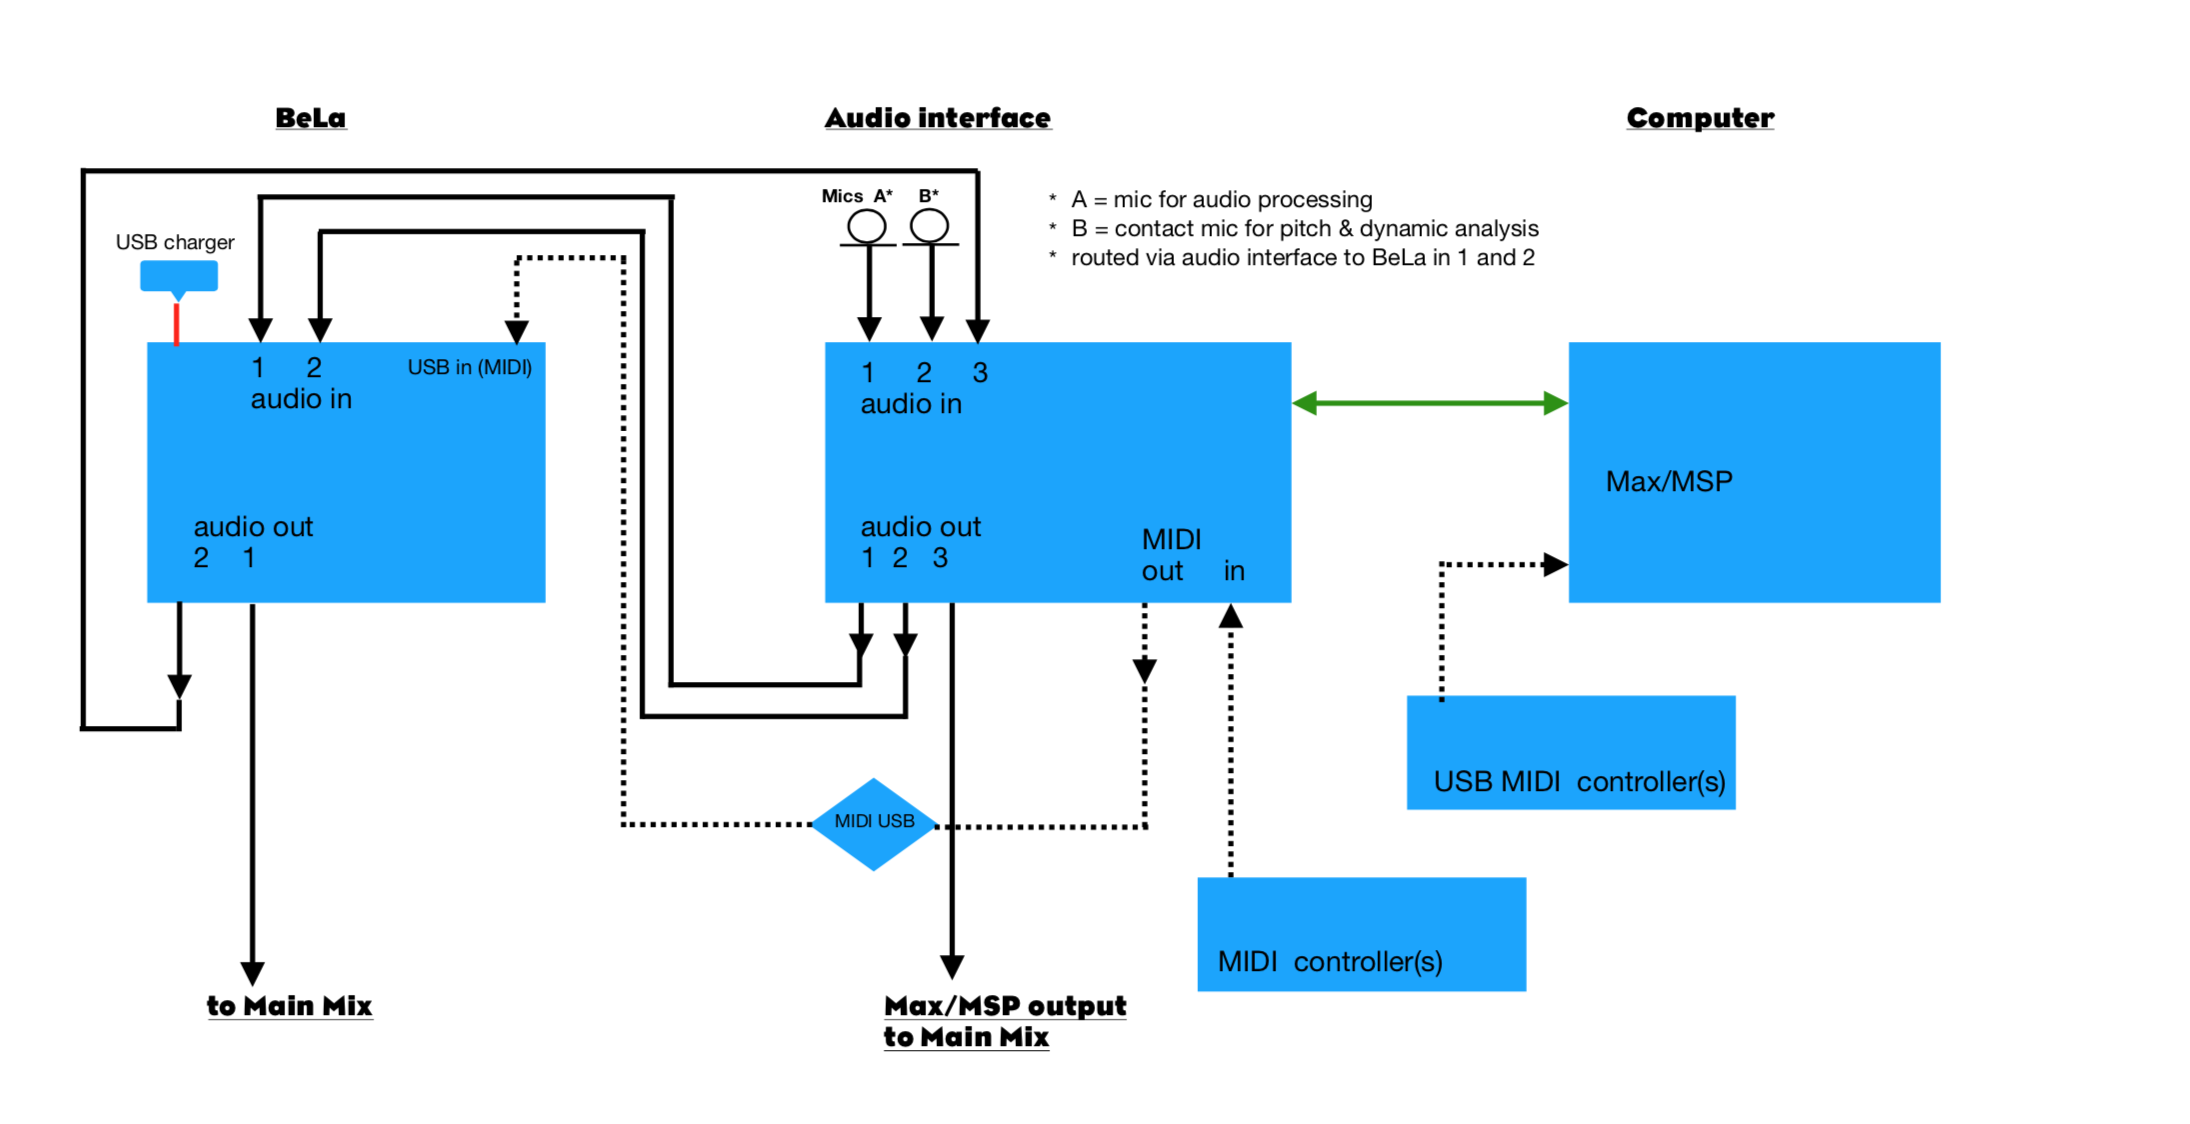 BeLa
Audio interface
Computer
Mics A* B*
* A = mic for audio processing
* B = contact mic for pitch & dynamic analysis
* routed via audio interface to BeLa in 1 and 2
USB charger
1 2
audio in
USB in (MIDI)
audio out
2 1
1 2 3
audio in
audio out
1 2 3
MIDI
out in
Max/MSP
MIDI USB
USB MIDI controller(s)
MIDI controller(s)
to Main Mix
Max/MSP output
to Main Mix